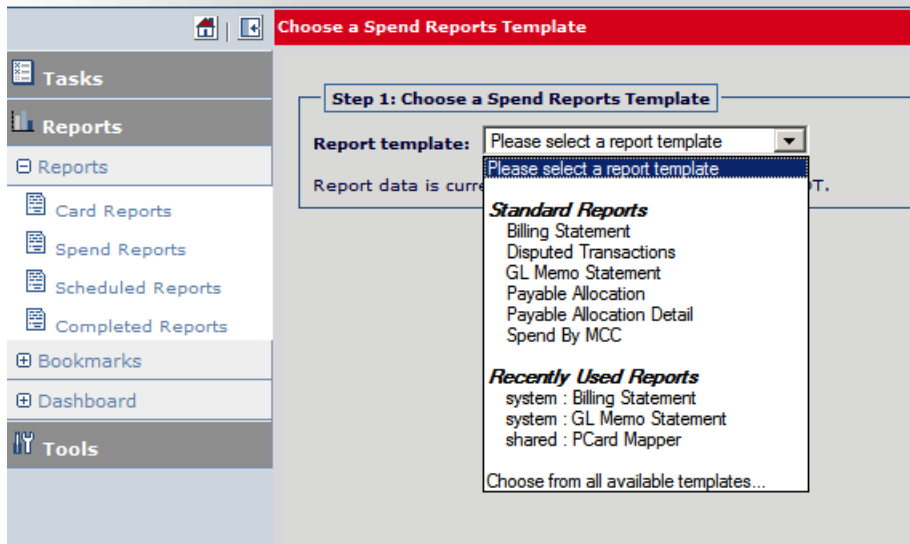 Choose a Spend Reports Template
Tasks
Reports
Reports
Card Reports
Spend Reports
Scheduled Reports
Completed Reports
Bookmarks
Dashboard
Tools
Step 1: Choose a Spend Reports Template
Report template: Please select a report template
Please select a report template
Report data is T.
Standard Reports
Billing Statement
Disputed Transactions
GL Memo Statement
Payable Allocation
Payable Allocation Detail
Spend By MCC
Recently Used Reports
system : Billing Statement
system : GL Memo Statement
shared : PCard Mapper
Choose from all available templates...